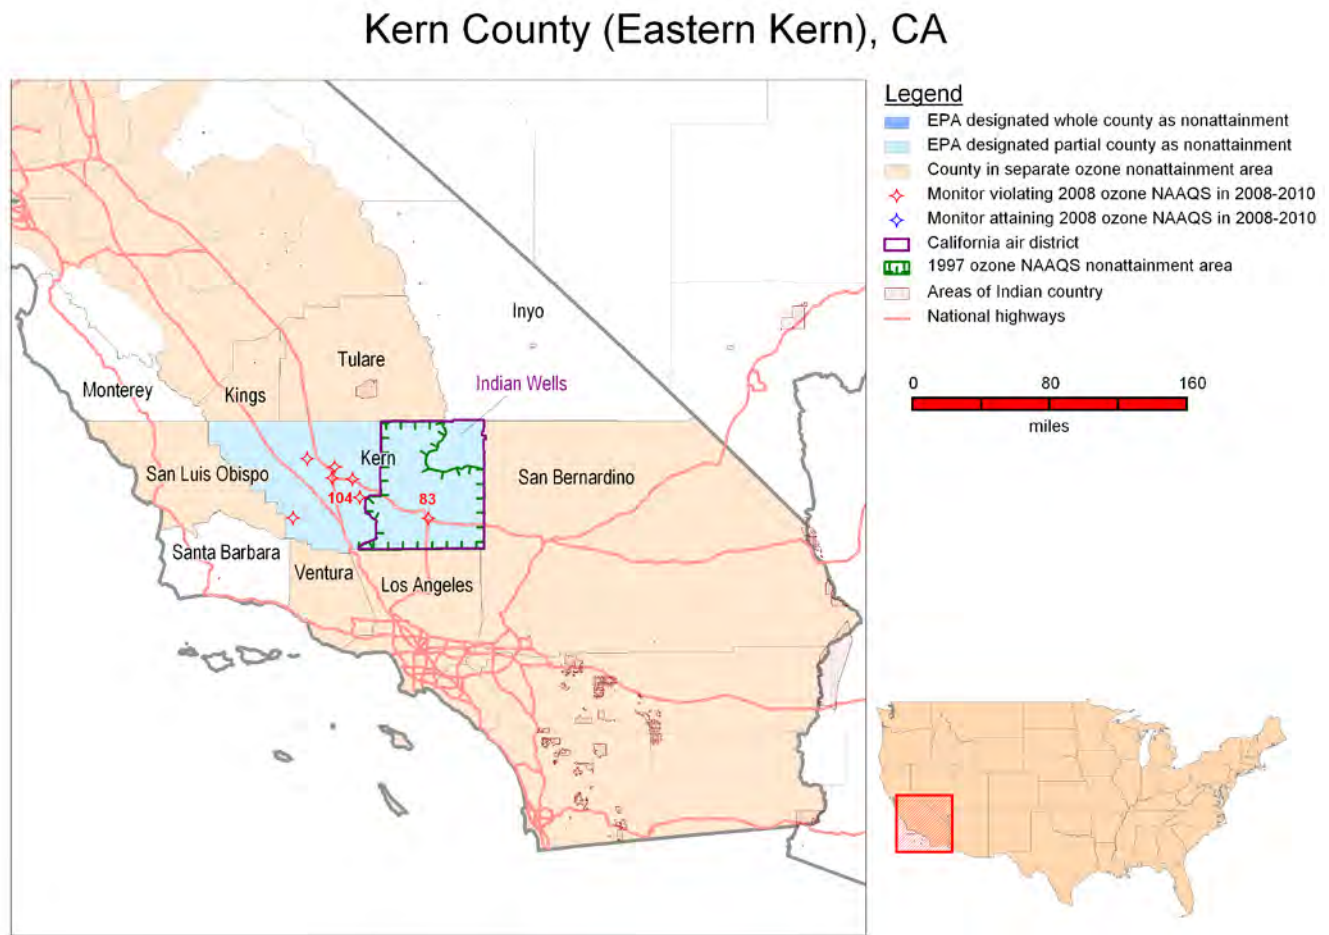 Kern County (Eastern Kern), CA
Legend
EPA designated whole county as nonattainment
EPA designated partial county as nonattainment
County in separate ozone nonattainment area
Monitor violating 2008 ozone NAAQS in 2008-2010
Monitor attaining 2008 ozone NAAQS in 2008-2010
California air district
1997 ozone NAAQS nonattainment area
Areas of Indian country
National highways
0 80 160
miles
Inyo
Tulare
Indian Wells
Monterey
Kings
Kern
San Luis Obispo
San Bernardino
104
83
Santa Barbara
Ventura
Los Angeles